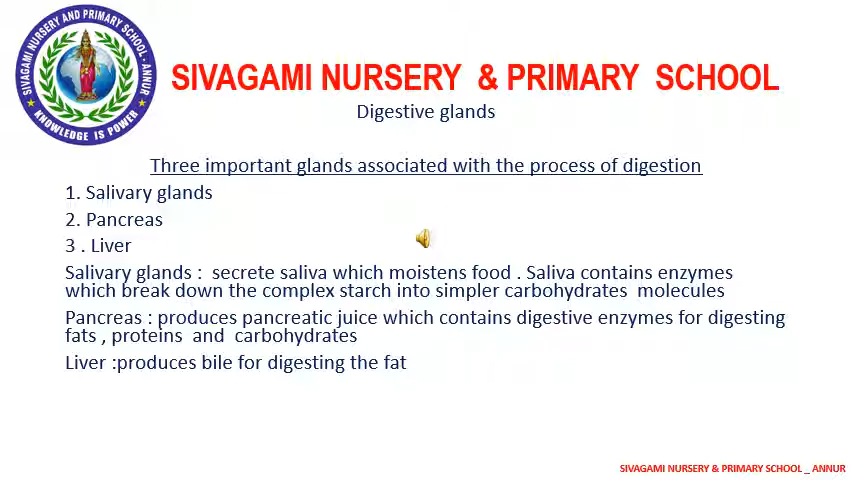 SIVAGAMI NURSERY AND PRIMARY SCHOOL - ANNUR
KNOWLEDGE IS POWER
SIVAGAMI NURSERY & PRIMARY SCHOOL
Digestive glands
Three important glands associated with the process of digestion
1. Salivary glands
2. Pancreas
3 . Liver
Salivary glands : secrete saliva which moistens food . Saliva contains enzymes
which break down the complex starch into simpler carbohydrates molecules
Pancreas : produces pancreatic juice which contains digestive enzymes for digesting
fats , proteins and carbohydrates
Liver :produces bile for digesting the fat
SIVAGAMI NURSERY & PRIMARY SCHOOL _ ANNUR